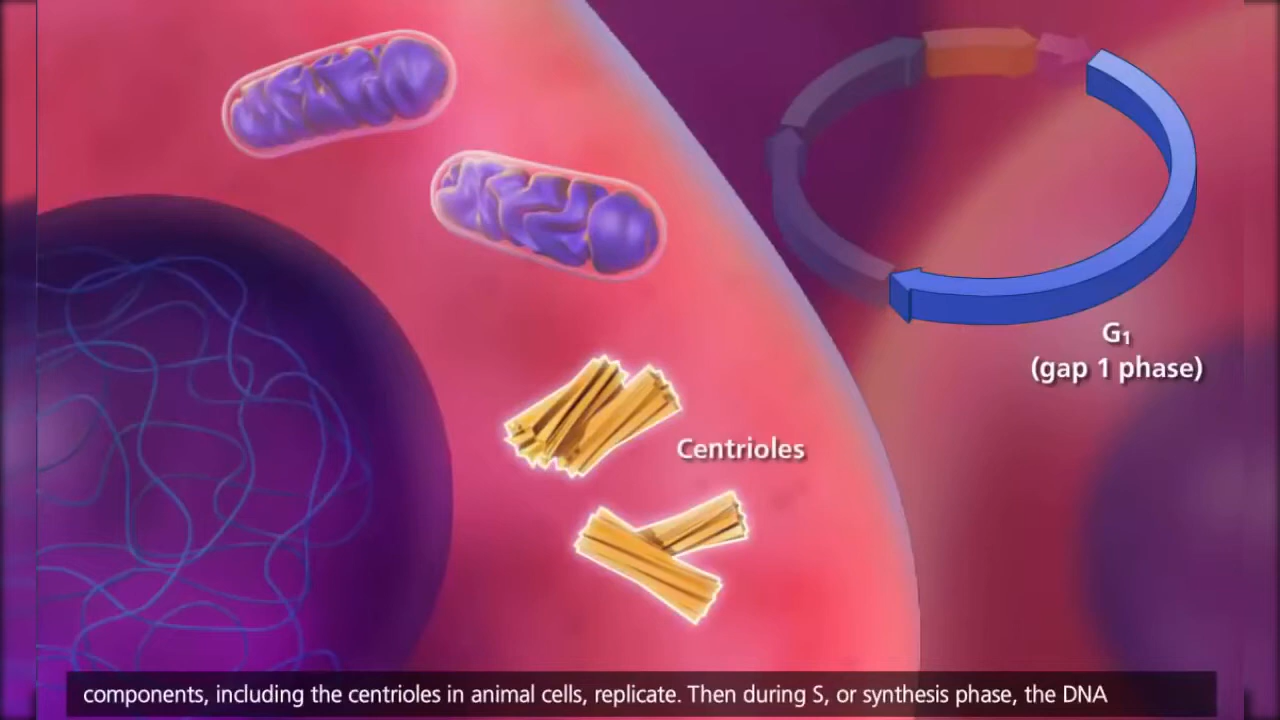 G₁
(gap 1 phase)
Centrioles
components, including the centrioles in animal cells, replicate. Then during S, or synthesis phase, the DNA